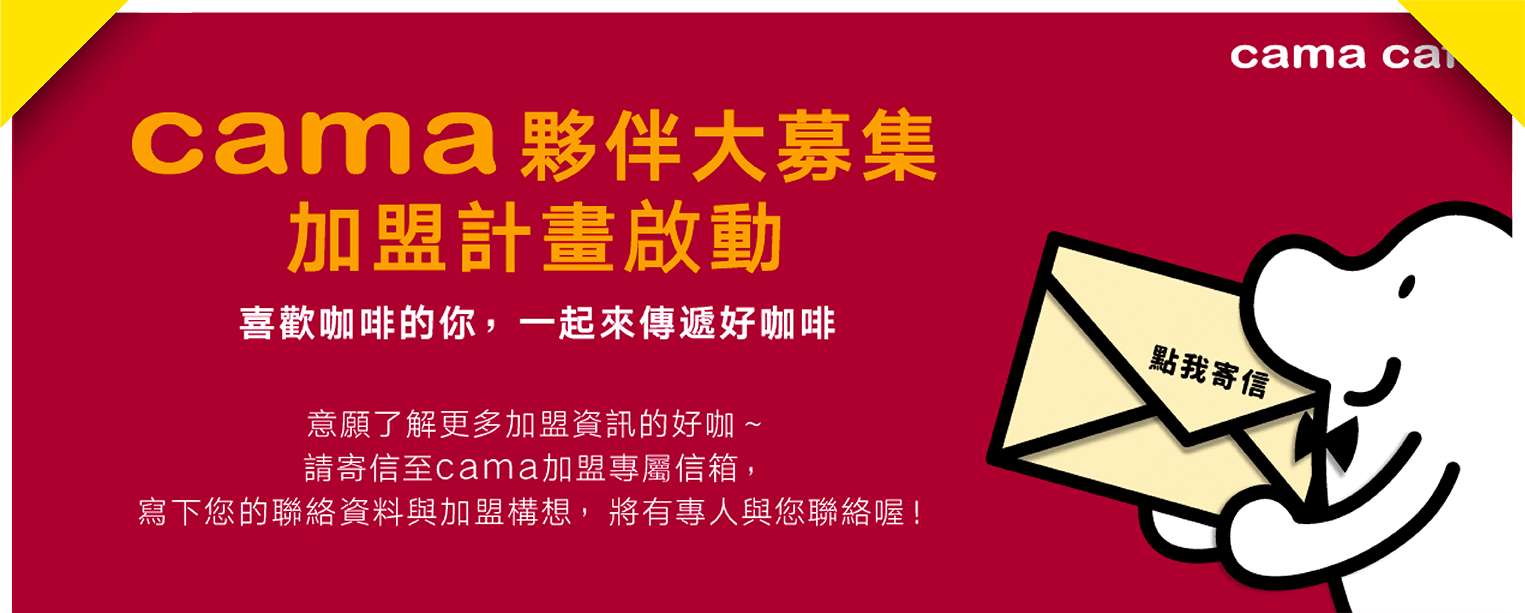 cama ca
cama 夥伴大募集
加盟計畫啟動
喜歡咖啡的你，一起來傳遞好咖啡
點我寄信
意願了解更多加盟資訊的好咖～
請寄信至cama加盟專屬信箱，
寫下您的聯絡資料與加盟構想，將有專人與您聯絡喔！